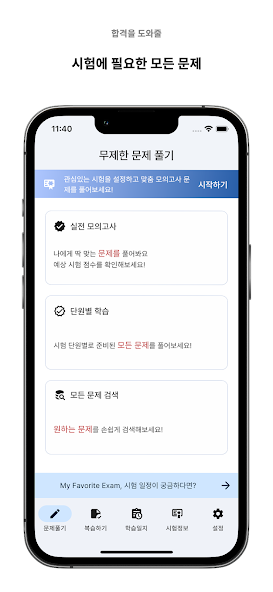 합격을 도와줄
시험에 필요한 모든 문제
11:40
무제한 문제 풀기
관심있는 시험을 설정하고 맞춤 모의고사 문
제를 풀어보세요!
시작하기
실전 모의고사
나에게 딱 맞는 문제를 풀어봐요
예상 시험 점수를 확인해보세요!
단원별 학습
시험 단원별로 준비된 모든 문제를 풀어보세요!
모든 문제 검색
원하는 문제를 손쉽게 검색해보세요!
My Favorite Exam, 시험 일정이 궁금하다면?
문제풀기 복습하기 학습일지 시험정보 설정